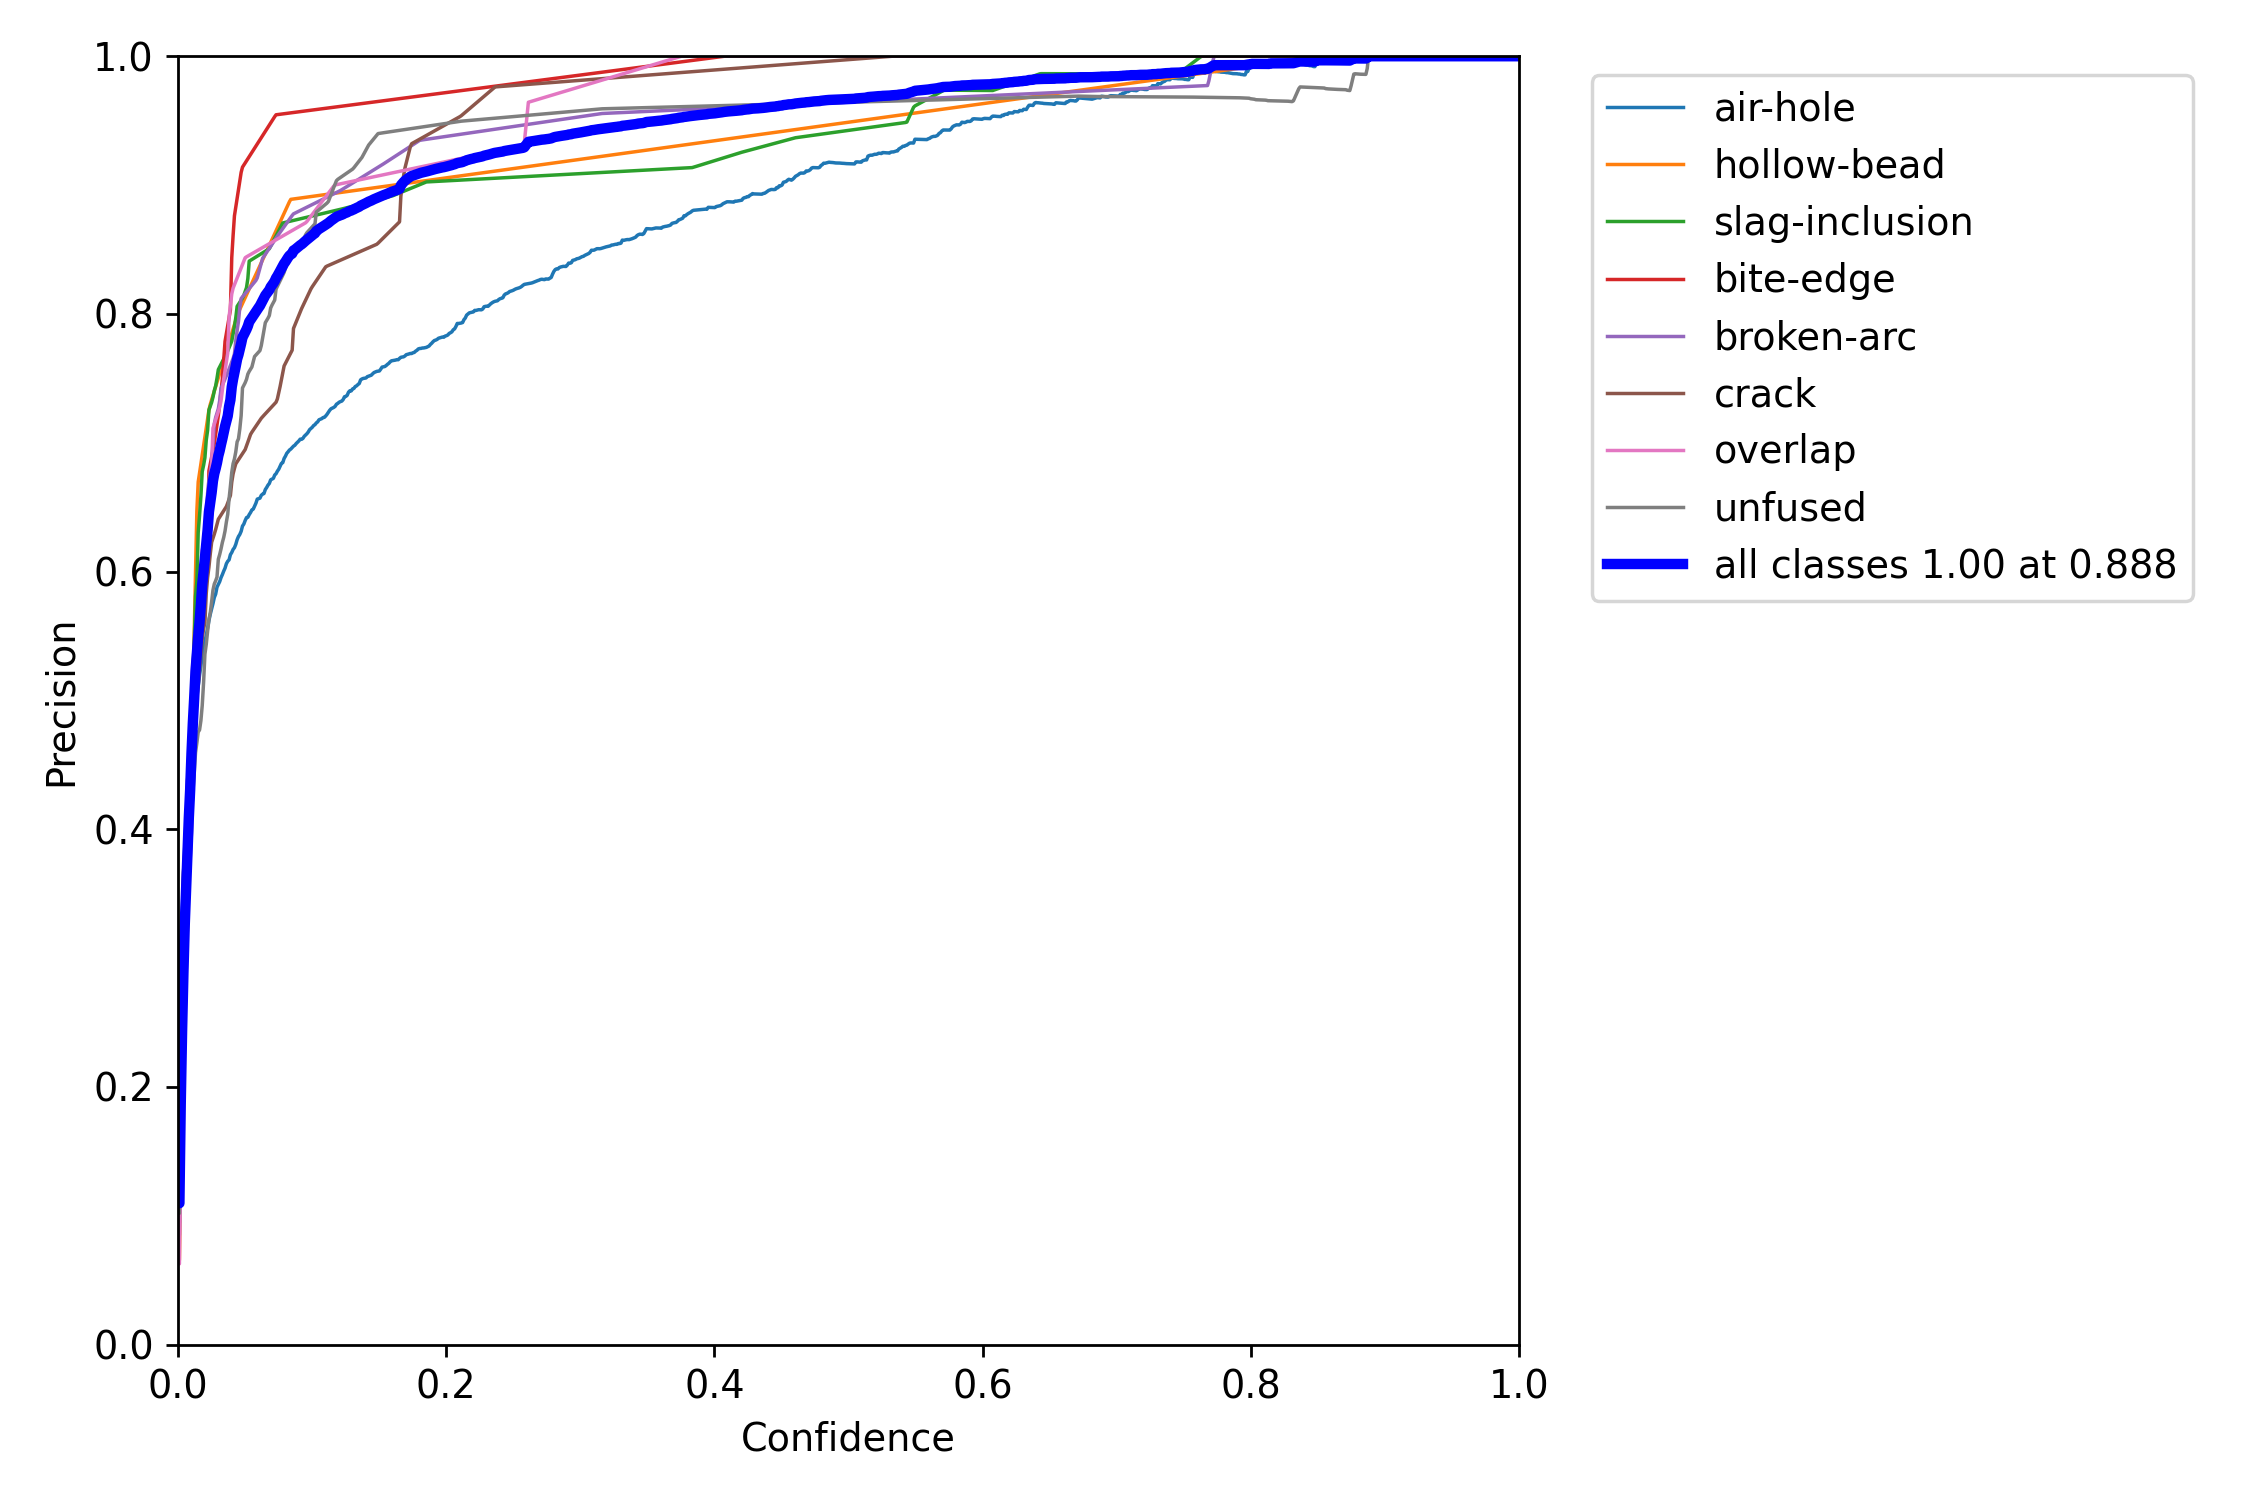 1.0
0.8
0.6
0.4
0.2
0.0
Precision
0.0 0.2 0.4 0.6 0.8 1.0
Confidence
air-hole
hollow-bead
slag-inclusion
bite-edge
broken-arc
crack
overlap
unfused
all classes 1.00 at 0.888